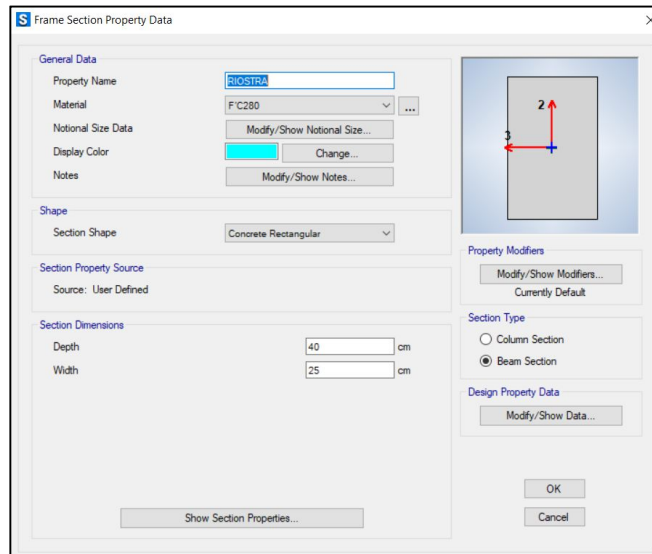 S Frame Section Property Data
General Data
Property Name RIOSTRA
Material F'C280 ...
Notional Size Data Modify/Show Notional Size...
Display Color Change...
Notes Modify/Show Notes...
Shape
Section Shape Concrete Rectangular
Section Property Source
Source: User Defined
Section Dimensions
Depth 40 cm
Width 25 cm
Show Section Properties...
2
3
Property Modifiers
Modify/Show Modifiers...
Currently Default
Section Type
Column Section
Beam Section
Design Property Data
Modify/Show Data...
OK
Cancel